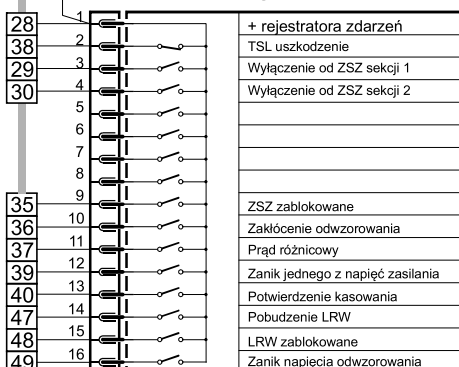 28 1 + rejestratora zdarzeń
38 2 TSL uszkodzenie
29 3 Wyłączenie od ZSZ sekcji 1
30 4 Wyłączenie od ZSZ sekcji 2
5
6
7
8
35 9 ZSZ zablokowane
36 10 Zakłócenie odwzorowania
37 11 Prąd różnicowy
39 12 Zanik jednego z napięć zasilania
40 13 Potwierdzenie kasowania
47 14 Pobudzenie LRW
48 15 LRW zablokowane
49 16 Zanik napięcia odwzorowania